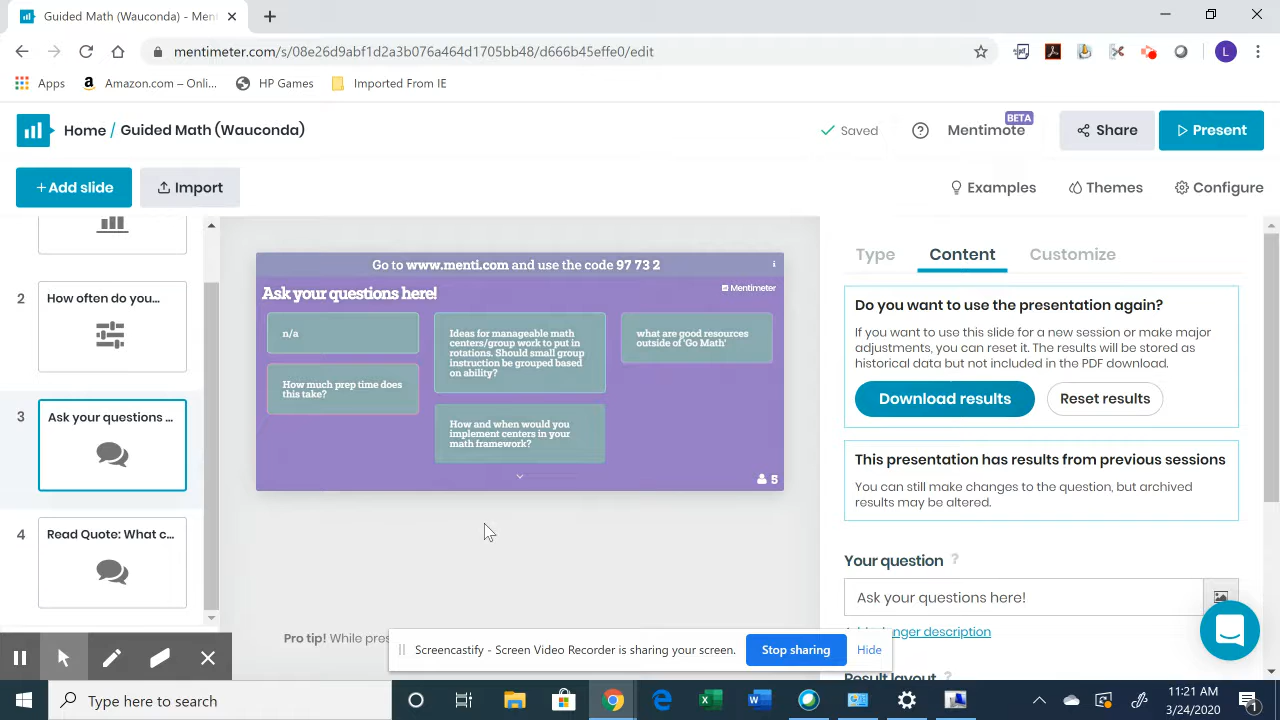 Guided Math (Wauconda) - Ment
mentimeter.com/s/08e26d9abf1d2a3b076a464d1705bb48/d666b45effe0/edit
L
Apps
Amazon.com – Onli...
HP Games
Imported From IE
Home / Guided Math (Wauconda)
Saved
Mentimote
BETA
Share
Present
+Add slide
Import
Examples
Themes
Configure
2
How often do you...
3
Ask your questions ...
4
Read Quote: What c...
Go to www.menti.com and use the code 97 73 2
Ask your questions here!
Mentimeter
n/a
How much prep time does
this take?
Ideas for manageable math
centers/group work to put in
rotations. Should small group
instruction be grouped based
on ability?
How and when would you
implement centers in your
math framework?
what are good resources
outside of 'Go Math'
5
Pro tip! While pres
Type
Content
Customize
Do you want to use the presentation again?
If you want to use this slide for a new session or make major
adjustments, you can reset it. The results will be stored as
historical data but not included in the PDF download.
Download results
Reset results
This presentation has results from previous sessions
You can still make changes to the question, but archived
results may be altered.
Your question ?
Ask your questions here!
longer description
Result layout
Screencastify - Screen Video Recorder is sharing your screen.
Stop sharing
Hide
Type here to search
11:21 AM
3/24/2020
1